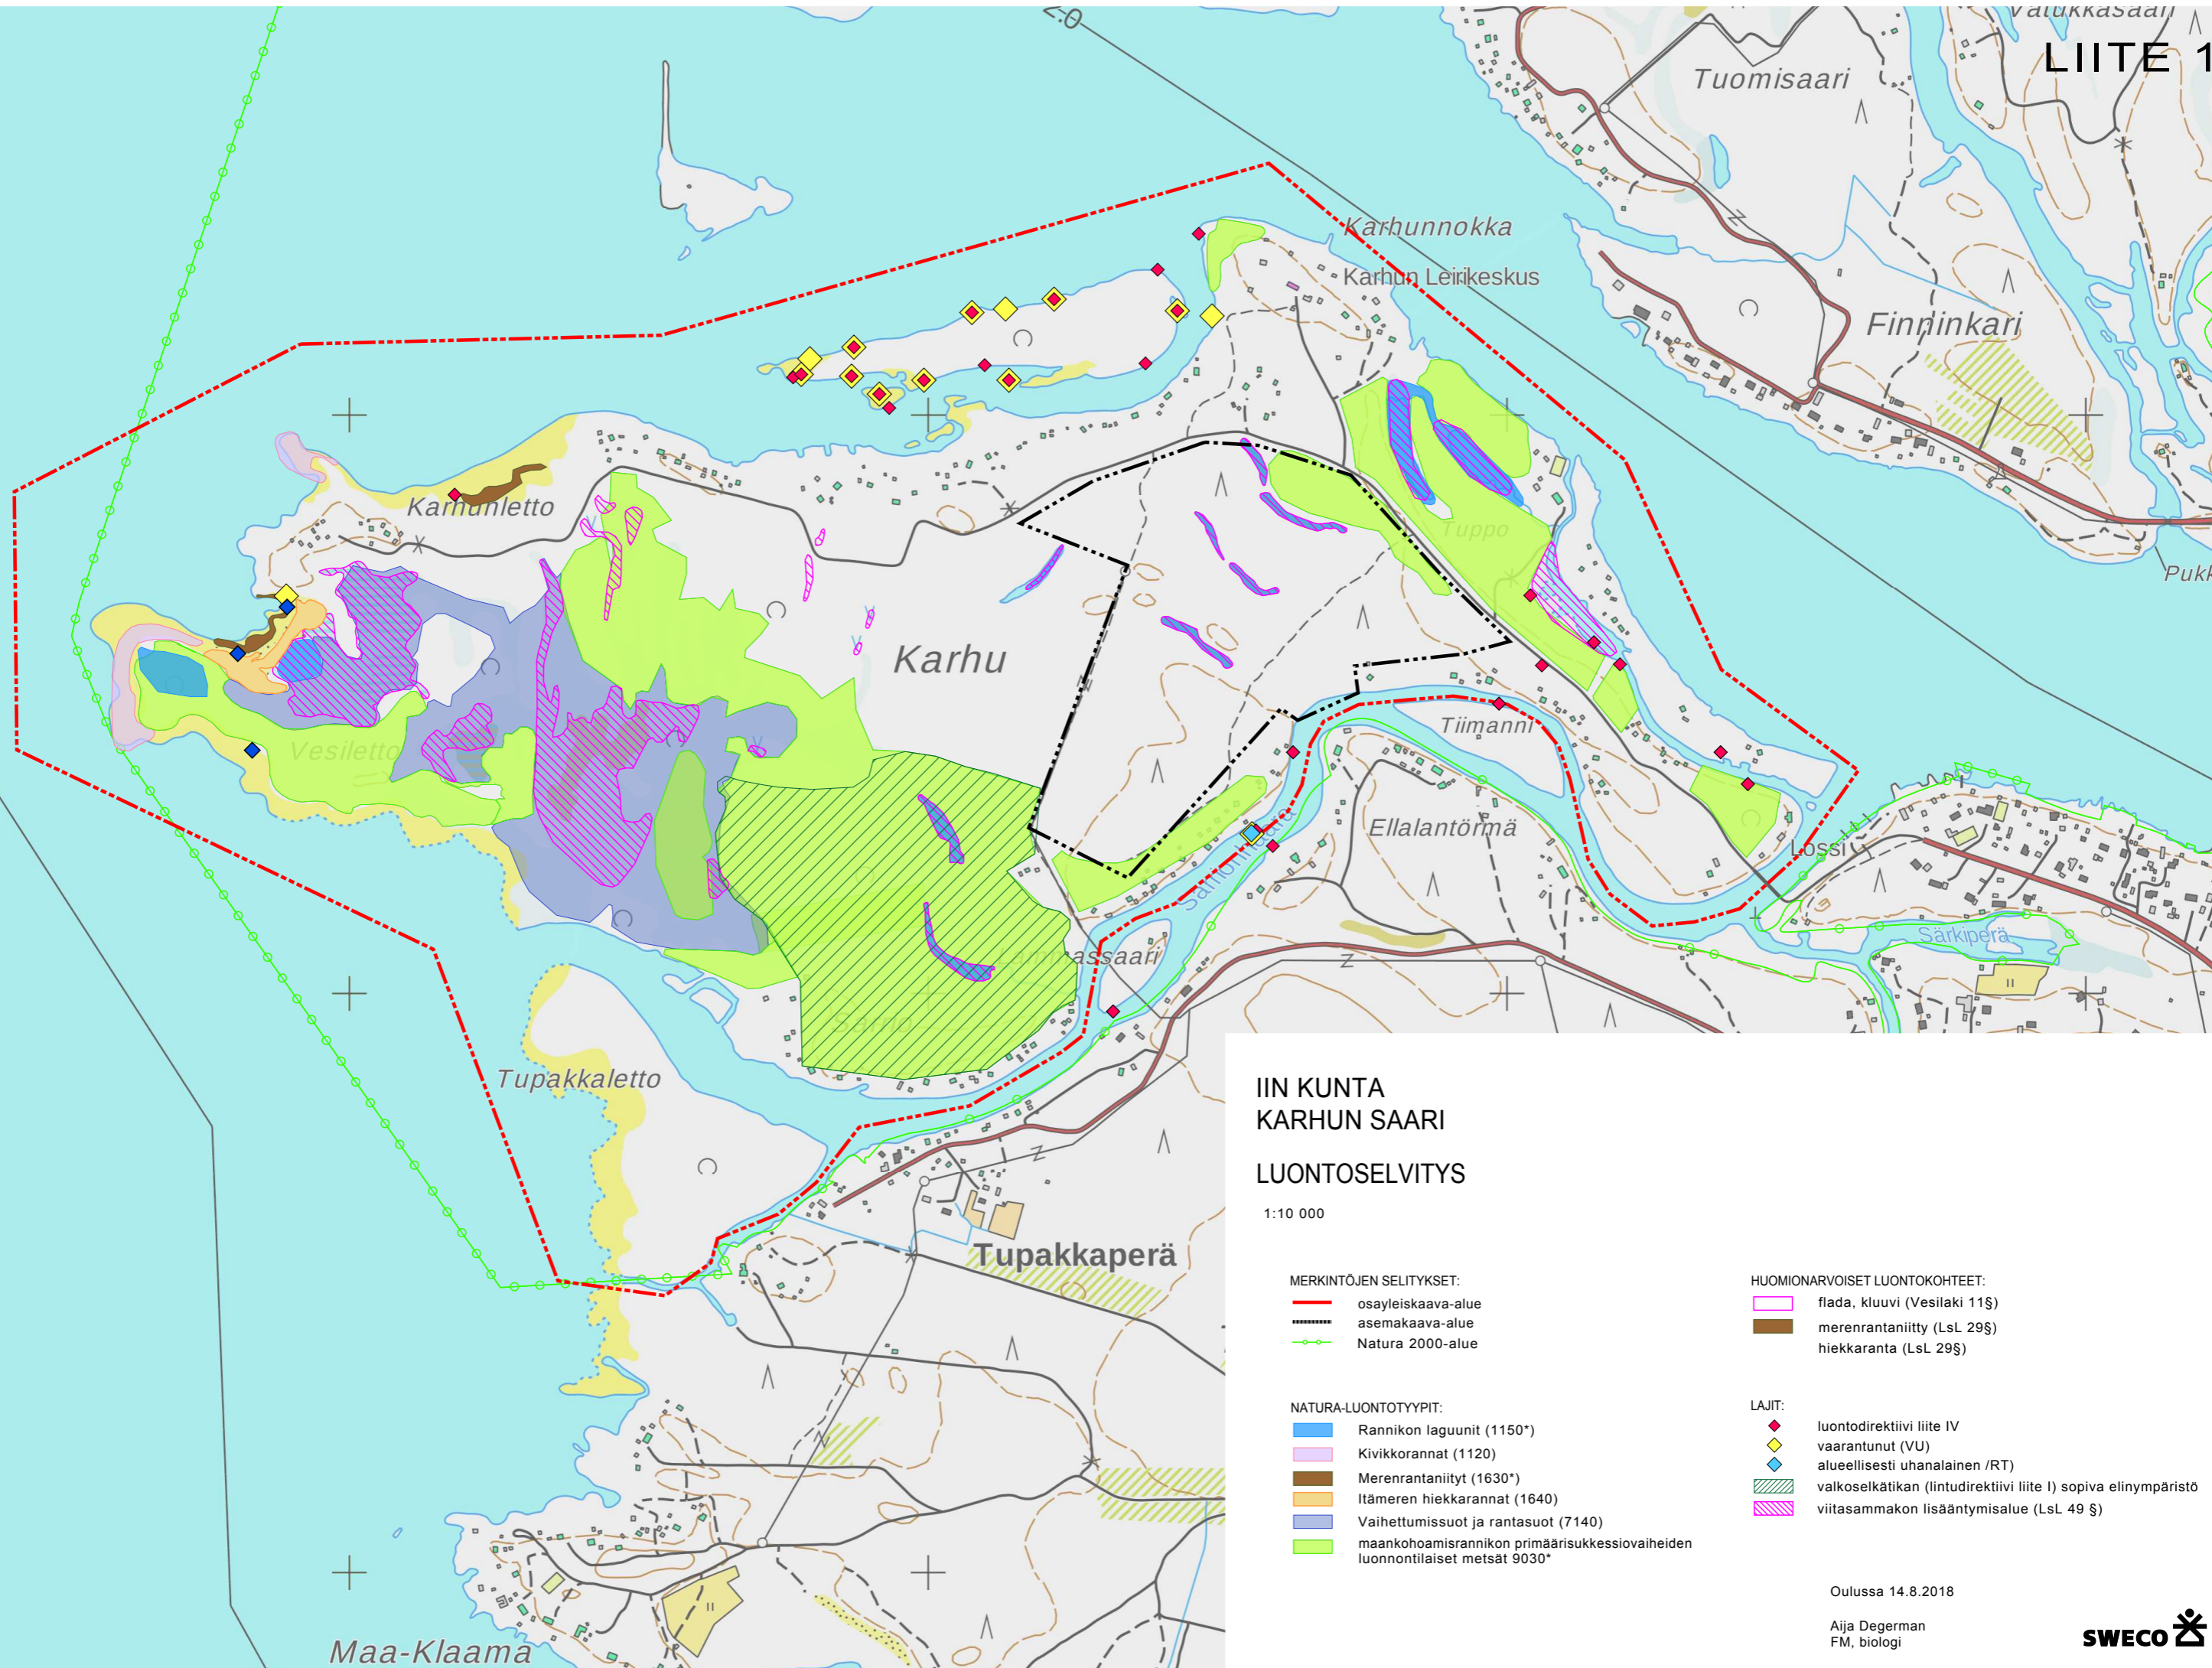 2.0
Vatukkasaari
LIITE 1
Tuomisaari
Karhunnokka
Karhun Leirikeskus
Finninkari
Karhunletto
Tuppo
Karhu
Vesiletto
Tiimanni
Ellalantörmä
Lossi
Särkiperä
Lammassaari
Tupakkaletto
Tupakkaperä
Maa-Klaama
IIN KUNTA
KARHUN SAARI
LUONTOSELVITYS
1:10 000
MERKINTÖJEN SELITYKSET:
osayleiskaava-alue
asemakaava-alue
Natura 2000-alue
NATURA-LUONTOTYYPIT:
Rannikon laguunit (1150*)
Kivikkorannat (1120)
Merenrantaniityt (1630*)
Itämeren hiekkarannat (1640)
Vaihettumissuot ja rantasuot (7140)
maankohoamisrannikon primäärisukkessiovaiheiden
luonnontilaiset metsät 9030*
HUOMIONARVOISET LUONTOKOHTEET:
flada, kluuvi (Vesilaki 11§)
merenrantaniitty (LsL 29§)
hiekkaranta (LsL 29§)
LAJIT:
luontodirektiivi liite IV
vaarantunut (VU)
alueellisesti uhanalainen /RT)
valkoselkätikan (lintudirektiivi liite I) sopiva elinympäristö
viitasammakon lisääntymisalue (LsL 49 §)
Oulussa 14.8.2018
Aija Degerman
FM, biologi
SWECO